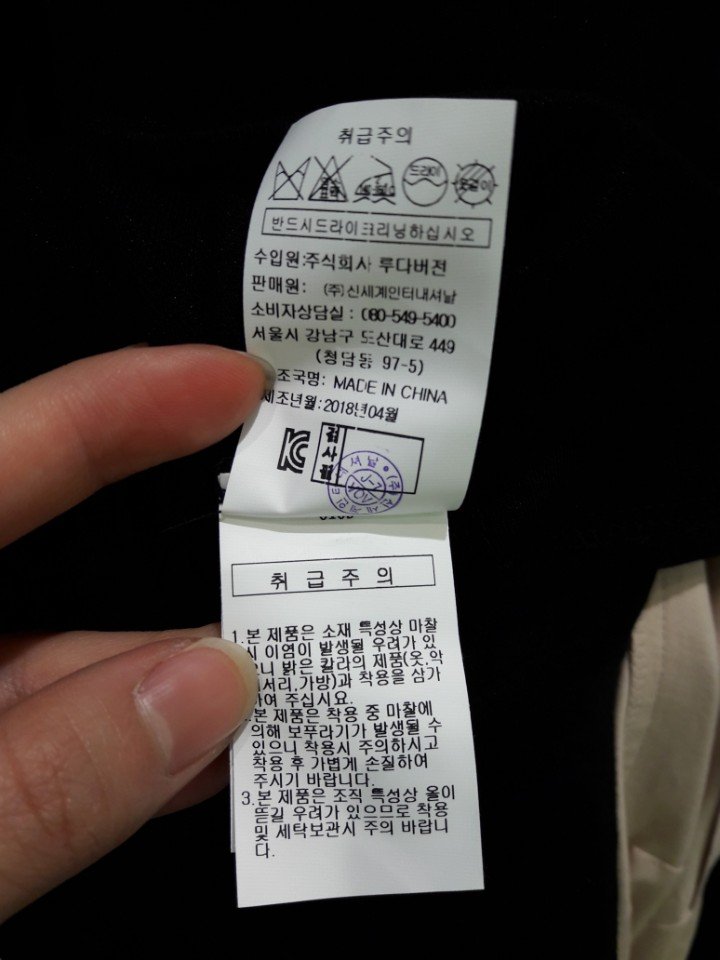 취급주의
드라이
옷걸이
반드시드라이크리닝하십시오
수입원:주식회사 루다버전
판매원: (주)신세계인터내셔날
소비자상담실 : 080-549-5400
서울시 강남구 도산대로 449
(청담동 97-5)
조국명: MADE IN CHINA
제조년월:2018년04월
검사필
취 급 주 의
1.본 제품은 소재 특성상 마찰
시 이염이 발생될 우려가 있
으니 밝은 칼라의 제품(옷,악
세서리,가방)과 착용을 삼가
하여 주십시요.
본 제품은 착용 중 마찰에
의해 보푸라기가 발생될 수
있으니 착용시 주의하시고
착용 후 가볍게 손질하여
주시기 바랍니다.
3.본 제품은 조직 특성상 올이
뜯길 우려가 있으므로 착용
및 세탁보관시 주의 바랍니
다.